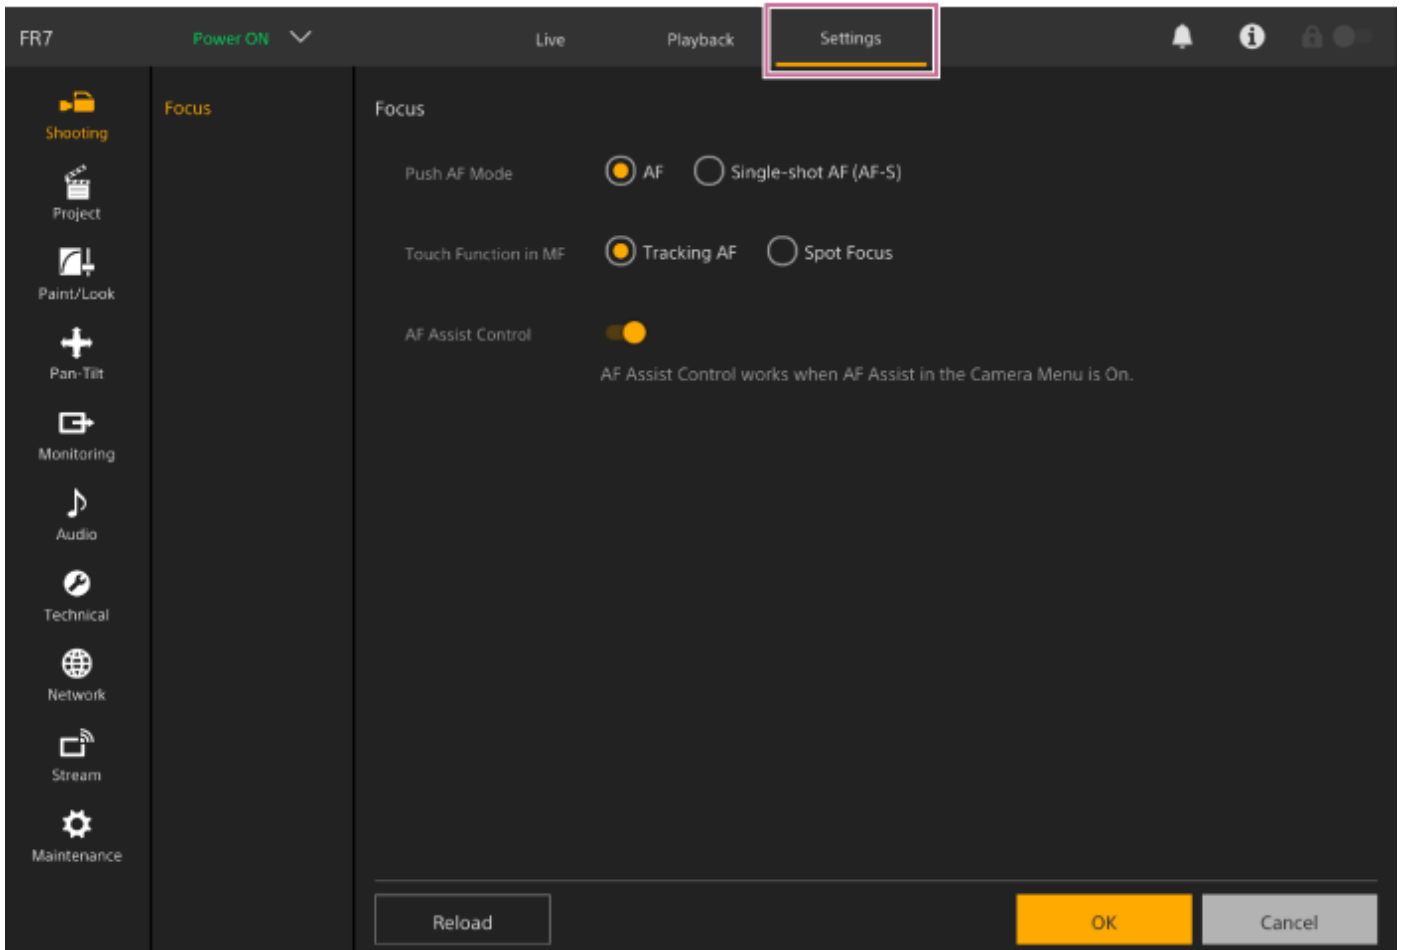 FR7
Power ON
Live
Playback
Settings
Shooting
Project
Paint/Look
Pan-Tilt
Monitoring
Audio
Technical
Network
Stream
Maintenance
Focus
Focus
Push AF Mode
AF
Single-shot AF (AF-S)
Touch Function in MF
Tracking AF
Spot Focus
AF Assist Control
AF Assist Control works when AF Assist in the Camera Menu is On.
Reload
OK
Cancel